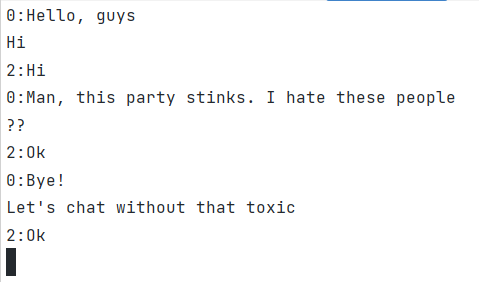 0:Hello, guys
Hi
2:Hi
0:Man, this party stinks. I hate these people
??
2:Ok
0:Bye!
Let's chat without that toxic
2:Ok